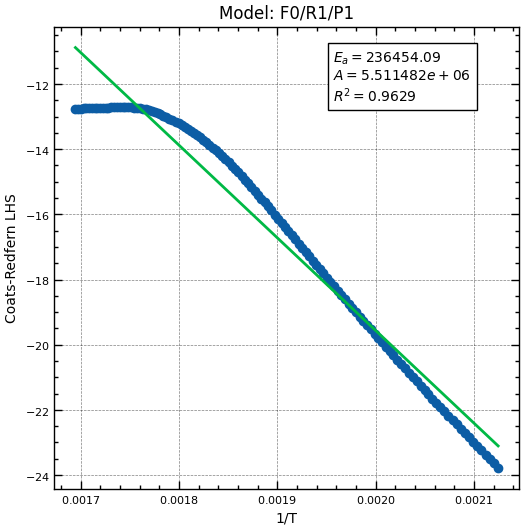 Model: F0/R1/P1
E_a = 236454.09
A = 5.511482e + 06
R² = 0.9629
−12
−14
−16
−18
−20
−22
−24
Coats-Redfern LHS
0.0017 0.0018 0.0019 0.0020 0.0021
1/T